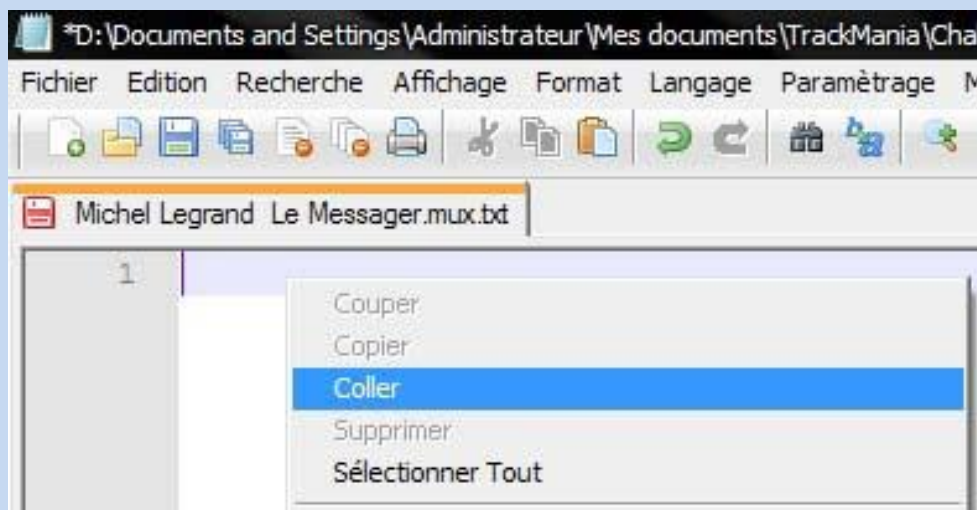 *D:\Documents and Settings\Administrateur\Mes documents\TrackMania\Cha
Fichier Edition Recherche Affichage Format Langage Paramètrage M
Michel Legrand Le Messager.mux.txt
1
Couper
Copier
Coller
Supprimer
Sélectionner Tout